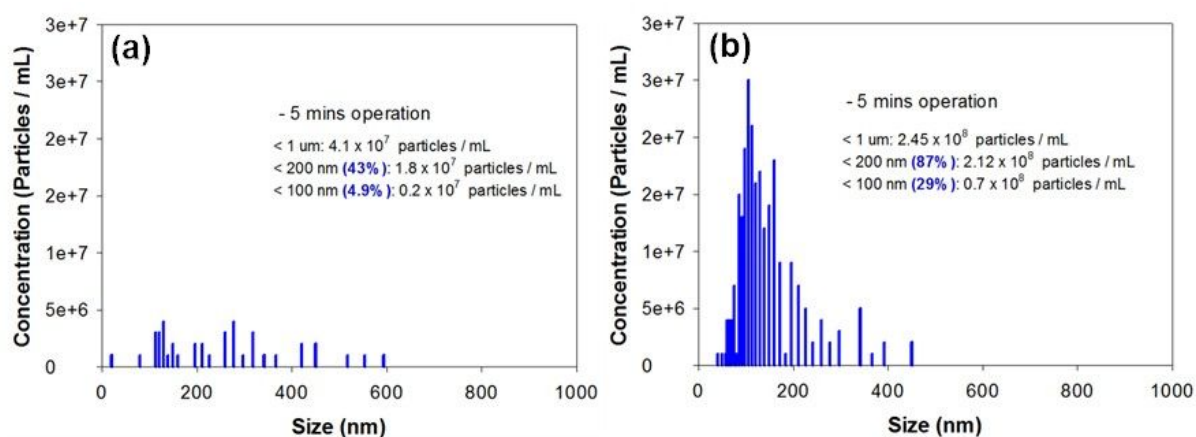 (a)
Concentration (Particles / mL)
3e+7
3e+7
2e+7
2e+7
1e+7
5e+6
0
- 5 mins operation
< 1 um: 4.1 x 10⁷ particles / mL
< 200 nm (43%): 1.8 x 10⁷ particles / mL
< 100 nm (4.9%): 0.2 x 10⁷ particles / mL
0 200 400 600 800 1000
Size (nm)
(b)
Concentration (Particles / mL)
3e+7
3e+7
2e+7
2e+7
1e+7
5e+6
0
- 5 mins operation
< 1 um: 2.45 x 10⁸ particles / mL
< 200 nm (87%): 2.12 x 10⁸ particles / mL
< 100 nm (29%): 0.7 x 10⁸ particles / mL
0 200 400 600 800 1000
Size (nm)